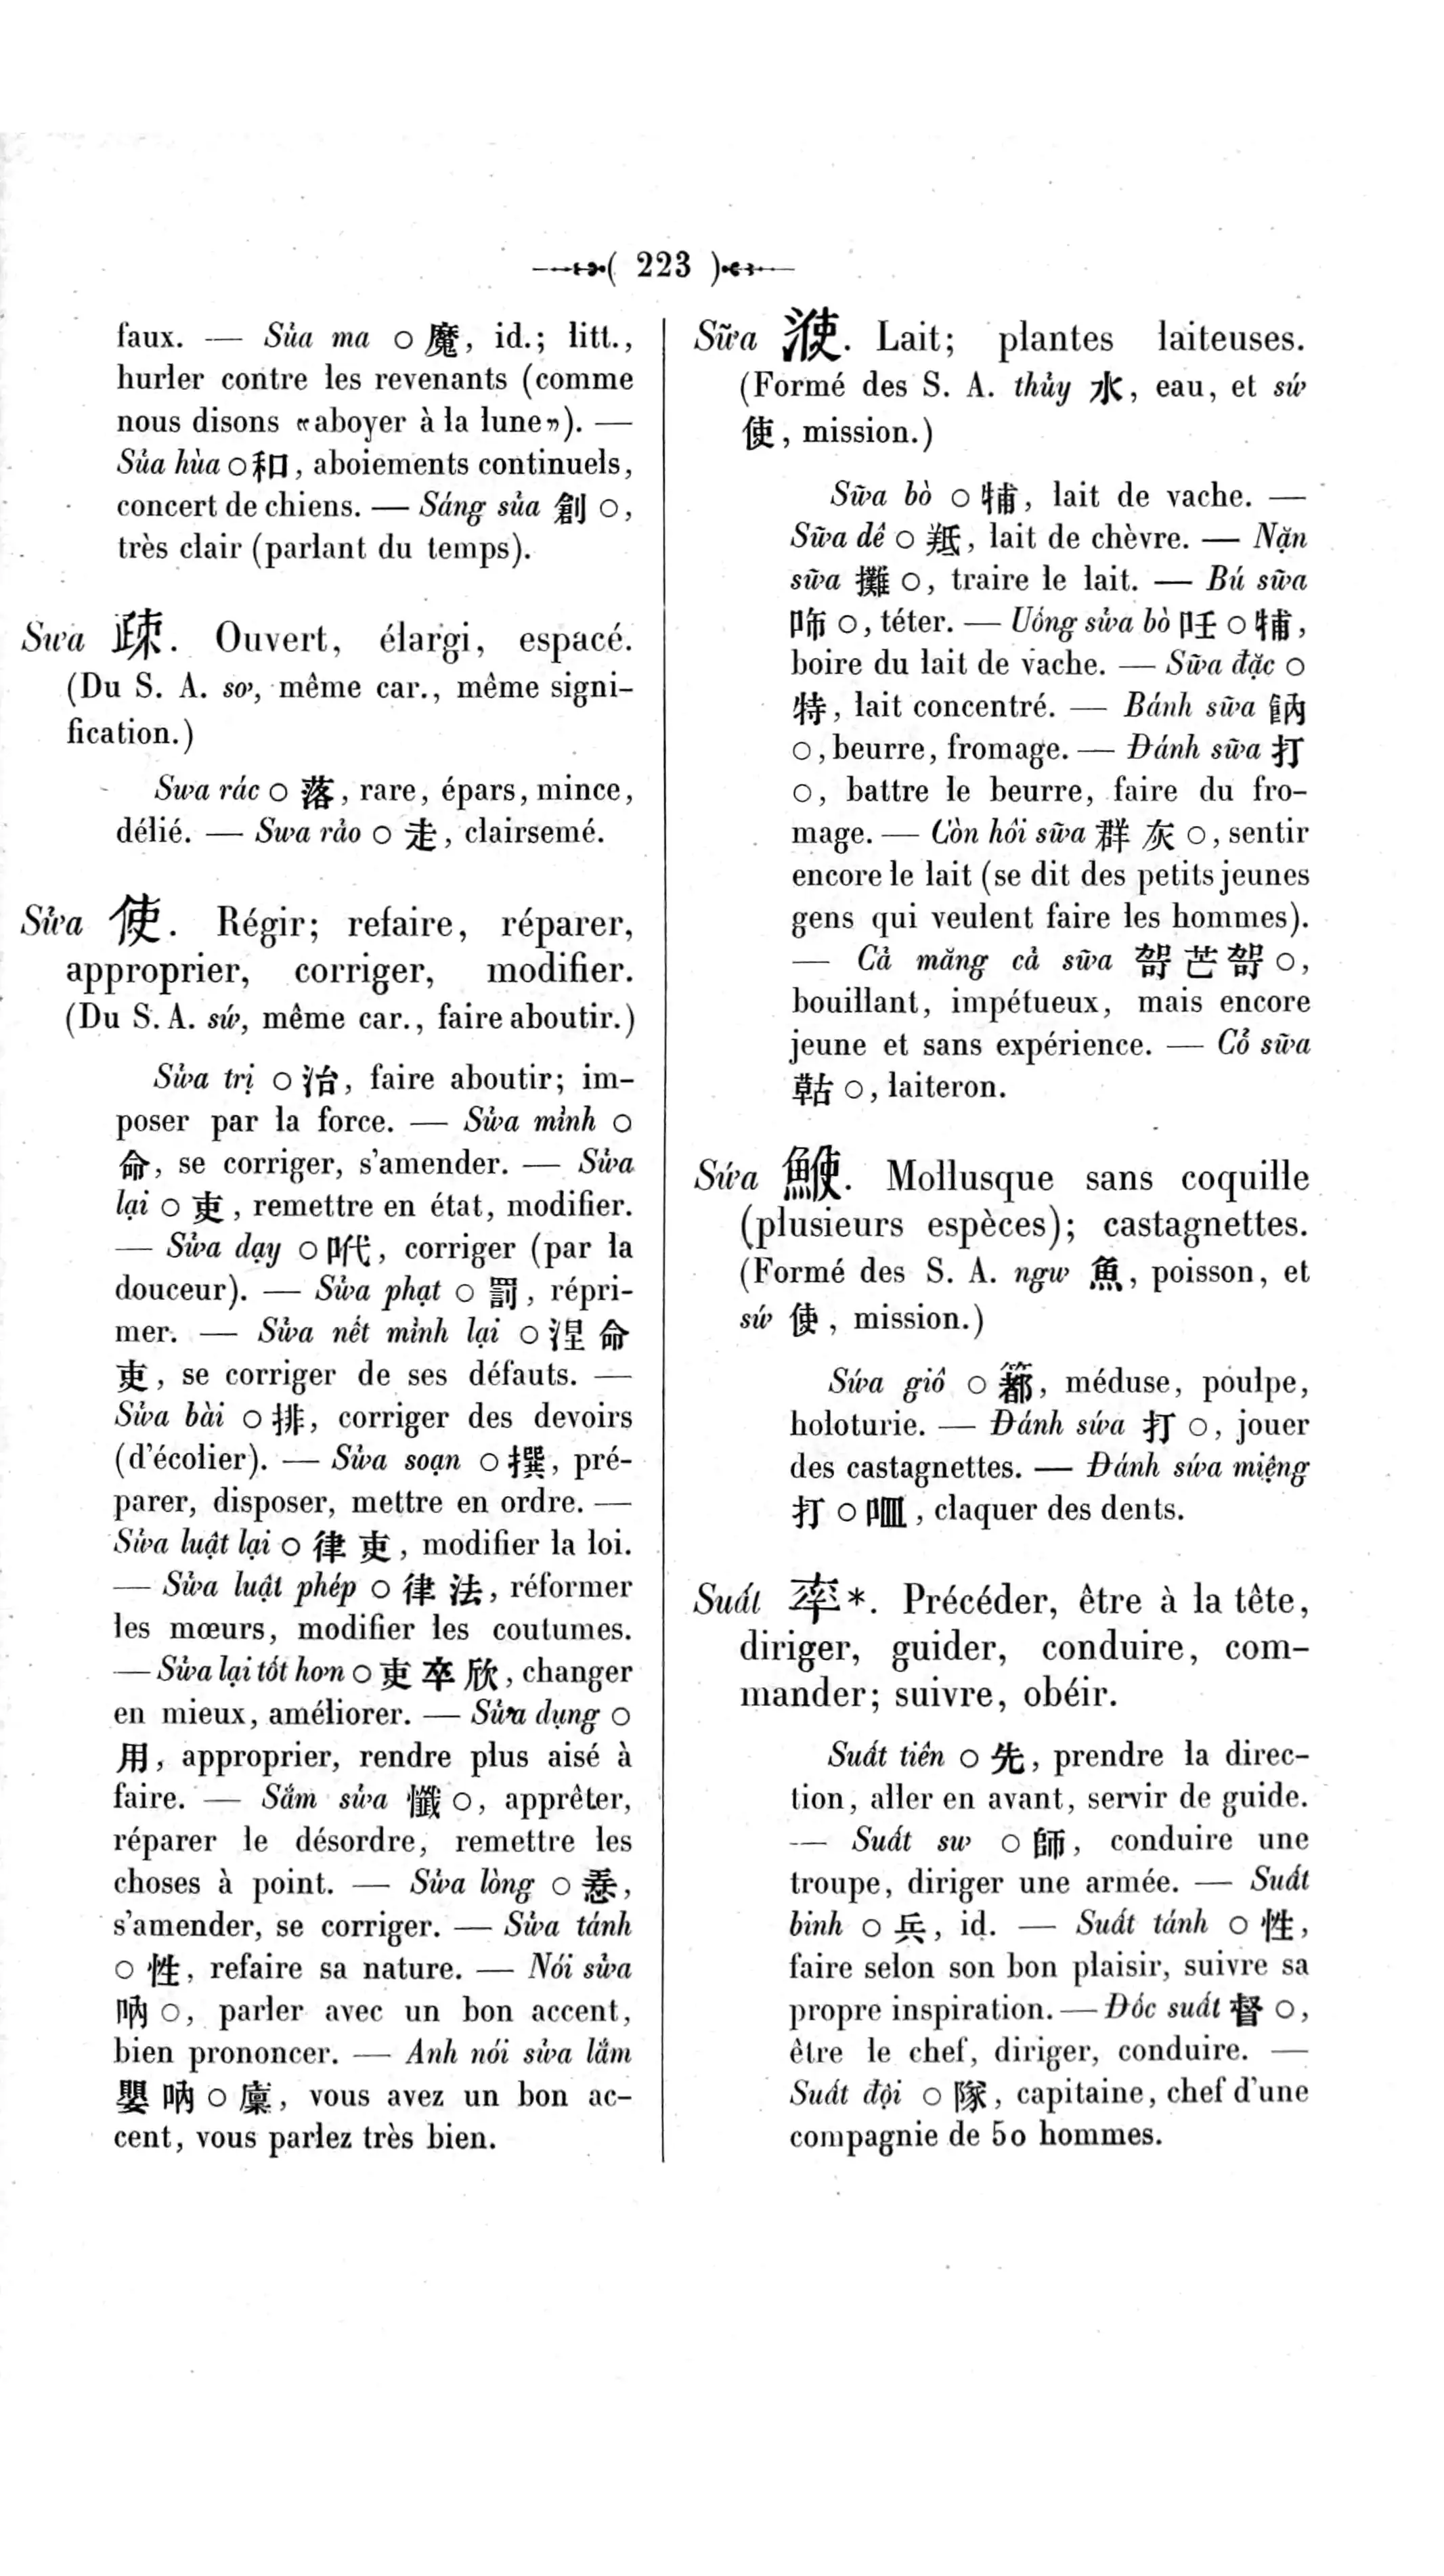 ( 223 )
faux. — Sủa ma ○ 魔, id.; litt.,
hurler contre les revenants (comme
nous disons «aboyer à la lune»). —
Sủa hùa ○ 和, aboiements continuels,
concert de chiens. — Sáng sủa 創 ○,
très clair (parlant du temps).
Sưa 疎. Ouvert, élargi, espacé.
(Du S. A. sơ, même car., même signi-
fication.)
Sưa rác ○ 落, rare, épars, mince,
délié. — Sưa rảo ○ 走, clairsemé.
Sửa 使. Régir; refaire, réparer,
approprier, corriger, modifier.
(Du S. A. sứ, même car., faire aboutir.)
Sửa trị ○ 治, faire aboutir; im-
poser par la force. — Sửa mình ○
命, se corriger, s'amender. — Sửa
lại ○ 吏, remettre en état, modifier.
— Sửa dạy ○ 𠰺, corriger (par la
douceur). — Sửa phạt ○ 罰, répri-
mer. — Sửa nết mình lại ○ 涅 命
吏, se corriger de ses défauts. —
Sửa bài ○ 排, corriger des devoirs
(d'écolier). — Sửa soạn ○ 撰, pré-
parer, disposer, mettre en ordre. —
Sửa luật lại ○ 律 吏, modifier la loi.
— Sửa luật phép ○ 律 法, réformer
les mœurs, modifier les coutumes.
— Sửa lại tốt hơn ○ 吏 卒 欣, changer
en mieux, améliorer. — Sửa dụng ○
用, approprier, rendre plus aisé à
faire. — Sắm sửa 懺 ○, apprêter,
réparer le désordre, remettre les
choses à point. — Sửa lòng ○ 𢚸,
s'amender, se corriger. — Sửa tánh
○ 性, refaire sa nature. — Nói sửa
吶 ○, parler avec un bon accent,
bien prononcer. — Anh nói sửa lắm
嬰 吶 ○ 廩, vous avez un bon ac-
cent, vous parlez très bien.
Sữa 𣸲. Lait; plantes laiteuses.
(Formé des S. A. thủy 水, eau, et sứ
使, mission.)
Sữa bò ○ 犕, lait de vache. —
Sữa dê ○ 羝, lait de chèvre. — Nặn
sữa 攤 ○, traire le lait. — Bú sữa
咘 ○, téter. — Uống sửa bò 㕵 ○ 犕,
boire du lait de vache. — Sữa đặc ○
特, lait concentré. — Bánh sữa 餠
○, beurre, fromage. — Đánh sữa 打
○, battre le beurre, faire du fro-
mage. — Còn hôi sữa 群 灰 ○, sentir
encore le lait (se dit des petits jeunes
gens qui veulent faire les hommes).
— Cả măng cả sữa 哿 芒 哿 ○,
bouillant, impétueux, mais encore
jeune et sans expérience. — Cỏ sữa
𦹵 ○, laiteron.
Sứa 䱁. Mollusque sans coquille
(plusieurs espèces); castagnettes.
(Formé des S. A. ngư 魚, poisson, et
sứ 使, mission.)
Sứa giô ○ 䉜, méduse, poulpe,
holoturie. — Đánh sứa 打 ○, jouer
des castagnettes. — Đánh sứa miệng
打 ○ 𠰘, claquer des dents.
Suất 率*. Précéder, être à la tête,
diriger, guider, conduire, com-
mander; suivre, obéir.
Suất tiên ○ 先, prendre la direc-
tion, aller en avant, servir de guide.
— Suất sư ○ 師, conduire une
troupe, diriger une armée. — Suất
binh ○ 兵, id. — Suất tánh ○ 性,
faire selon son bon plaisir, suivre sa
propre inspiration. — Đốc suất 督 ○,
être le chef, diriger, conduire. —
Suất đội ○ 隊, capitaine, chef d'une
compagnie de 50 hommes.